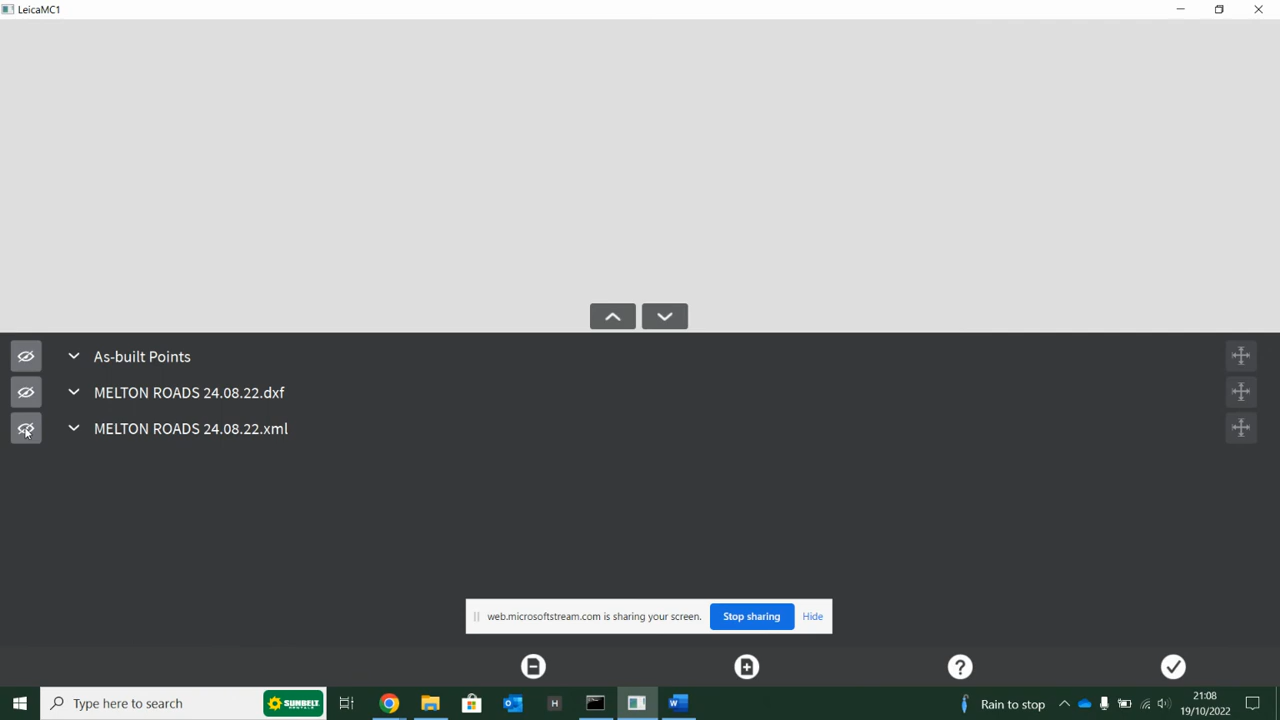 LeicaMC1
As-built Points
MELTON ROADS 24.08.22.dxf
MELTON ROADS 24.08.22.xml
web.microsoftstream.com is sharing your screen. Stop sharing Hide
Type here to search SUNBELT Rain to stop 21:08
19/10/2022